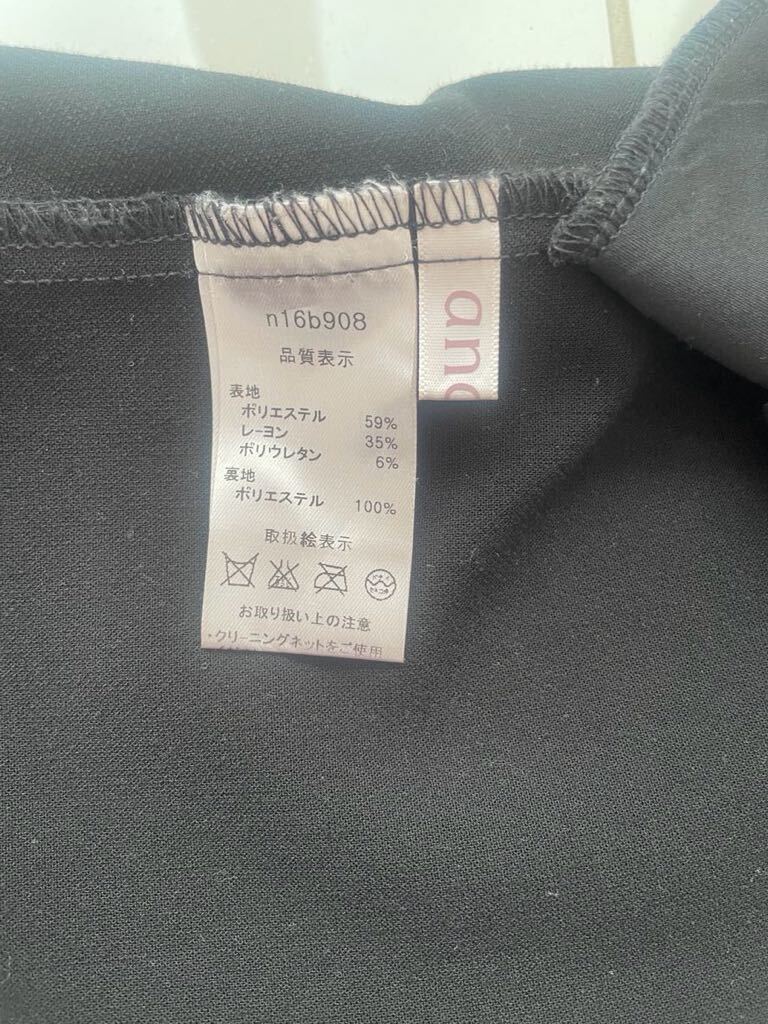 n16b908
品質表示
表地
ポリエステル 59%
レーヨン 35%
ポリウレタン 6%
裏地
ポリエステル 100%
取扱絵表示
お取り扱い上の注意
・クリーニングネットをご使用
an